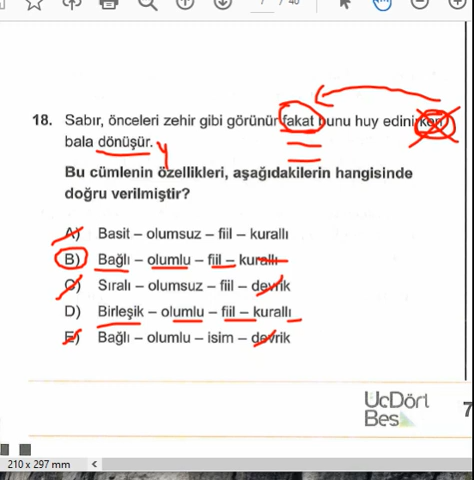 7 / 40
18. Sabır, önceleri zehir gibi görünür fakat bunu huy edinirken
bala dönüşür.
y
Bu cümlenin özellikleri, aşağıdakilerin hangisinde
doğru verilmiştir?
A) Basit – olumsuz – fiil – kurallı
B) Bağlı – olumlu – fiil – kurallı
C) Sıralı – olumsuz – fiil – devrik
D) Birleşik – olumlu – fiil – kurallı
E) Bağlı – olumlu – isim – devrik
ÜçDört
Beş
7
210 x 297 mm <